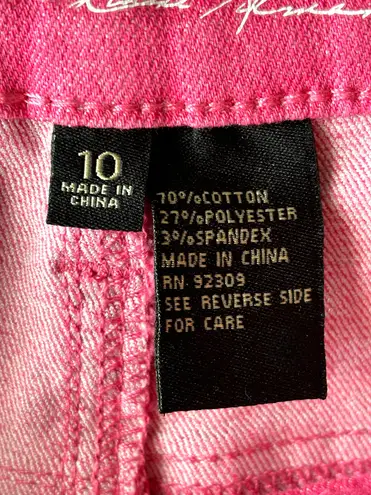 10
MADE IN
CHINA
70%COTTON
27%POLYESTER
3%SPANDEX
MADE IN CHINA
RN 92309
SEE REVERSE SIDE
FOR CARE